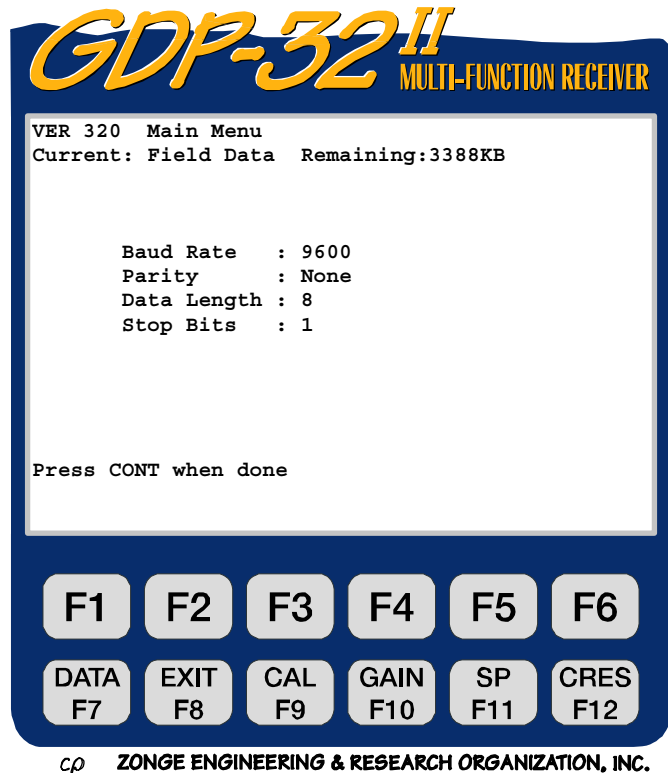 GDP-32 II
MULTI-FUNCTION RECEIVER
VER 320 Main Menu
Current: Field Data Remaining:3388KB
Baud Rate : 9600
Parity : None
Data Length : 8
Stop Bits : 1
Press CONT when done
F1 F2 F3 F4 F5 F6
DATA EXIT CAL GAIN SP CRES
F7 F8 F9 F10 F11 F12
ZONGE ENGINEERING & RESEARCH ORGANIZATION, INC.